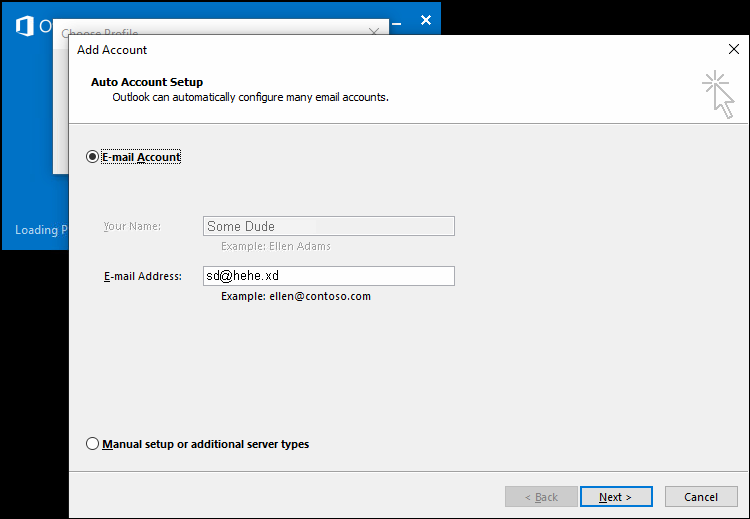 O
Choose Profile
Add Account
Auto Account Setup
Outlook can automatically configure many email accounts.
E-mail Account
Your Name:
Some Dude
Example: Ellen Adams
E-mail Address:
sd@hehe.xd
Example: ellen@contoso.com
Loading P
Manual setup or additional server types
< Back
Next >
Cancel